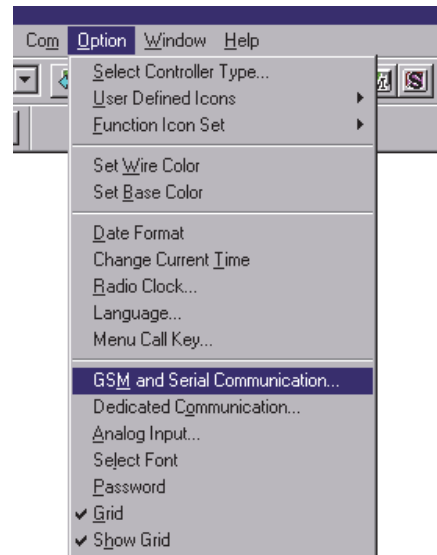 Com Option Window Help
Select Controller Type...
User Defined Icons
Function Icon Set
Set Wire Color
Set Base Color
Date Format
Change Current Time
Radio Clock...
Language...
Menu Call Key...
GSM and Serial Communication...
Dedicated Communication...
Analog Input...
Select Font
Password
Grid
Show Grid